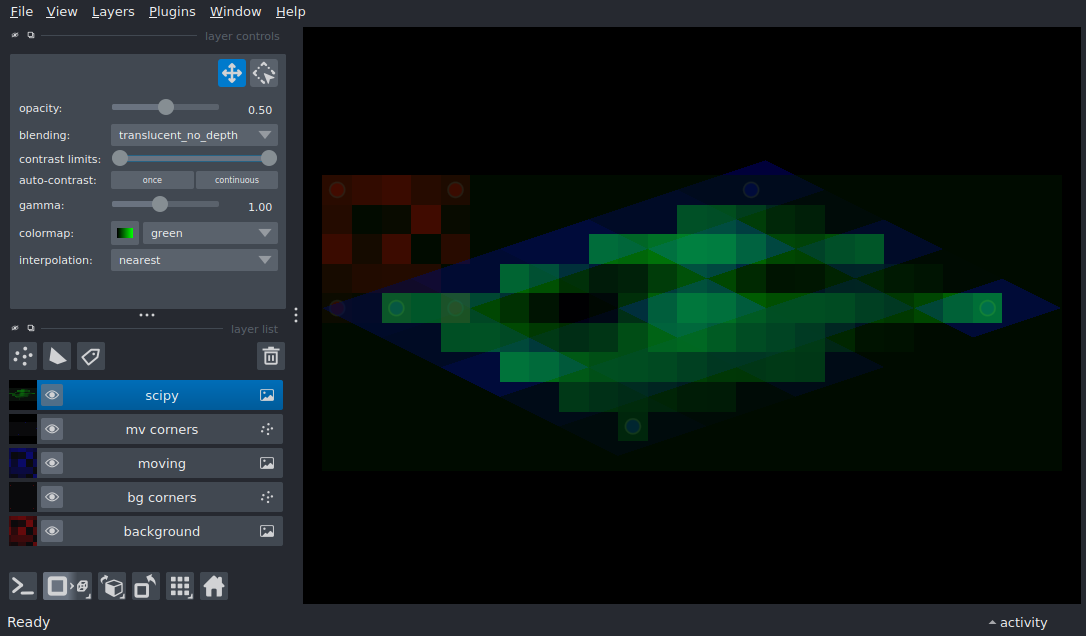 File View Layers Plugins Window Help
layer controls
opacity: 0.50
blending: translucent_no_depth
contrast limits:
auto-contrast: once continuous
gamma: 1.00
colormap: green
interpolation: nearest
layer list
scipy
mv corners
moving
bg corners
background
Ready activity